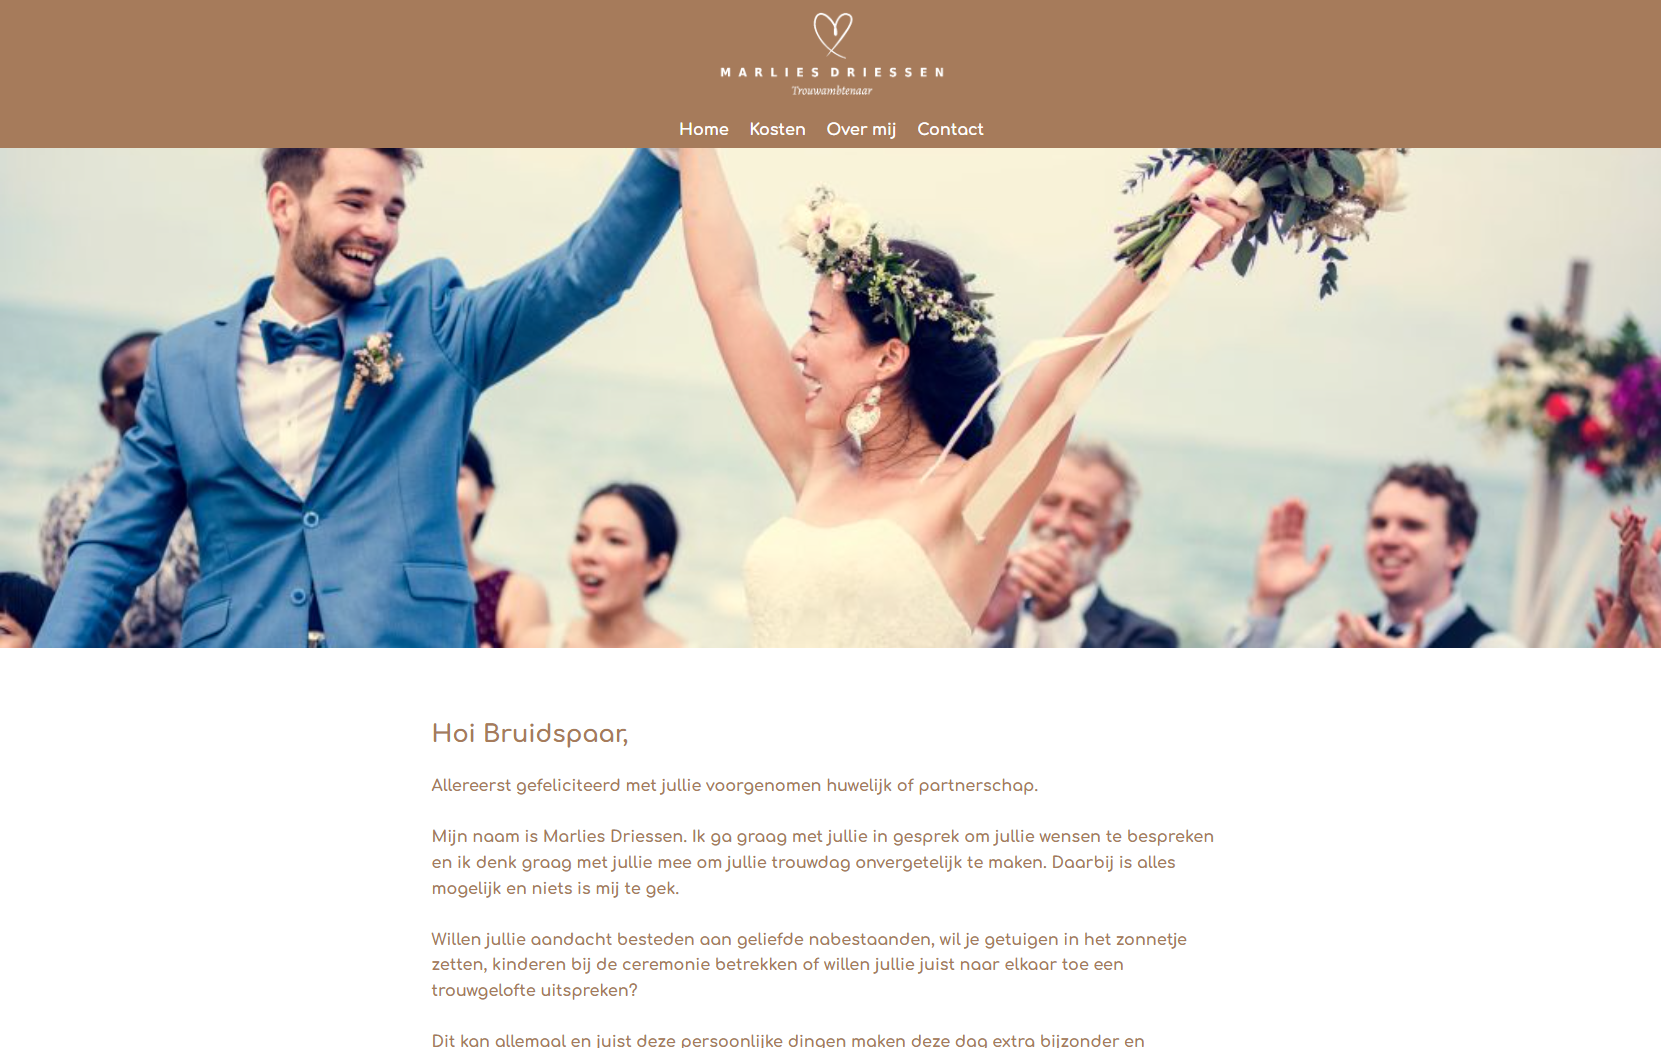 MARLIES DRIESSEN
Trouwambtenaar
Home Kosten Over mij Contact
Hoi Bruidspaar,
Allereerst gefeliciteerd met jullie voorgenomen huwelijk of partnerschap.
Mijn naam is Marlies Driessen. Ik ga graag met jullie in gesprek om jullie wensen te bespreken
en ik denk graag met jullie mee om jullie trouwdag onvergetelijk te maken. Daarbij is alles
mogelijk en niets is mij te gek.
Willen jullie aandacht besteden aan geliefde nabestaanden, wil je getuigen in het zonnetje
zetten, kinderen bij de ceremonie betrekken of willen jullie juist naar elkaar toe een
trouwgelofte uitspreken?
Dit kan allemaal en juist deze persoonlijke dingen maken deze dag extra bijzonder en